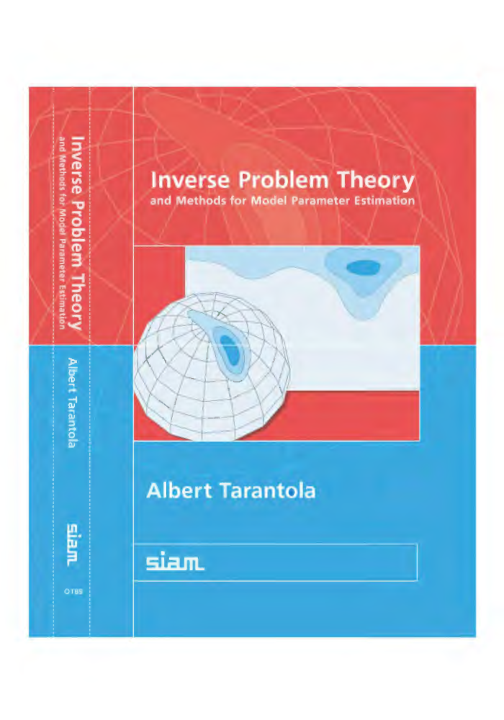 Inverse Problem Theory
and Methods for Model Parameter Estimation
Albert Tarantola
siam
Inverse Problem Theory
and Methods for Model Parameter Estimation
Albert Tarantola
siam